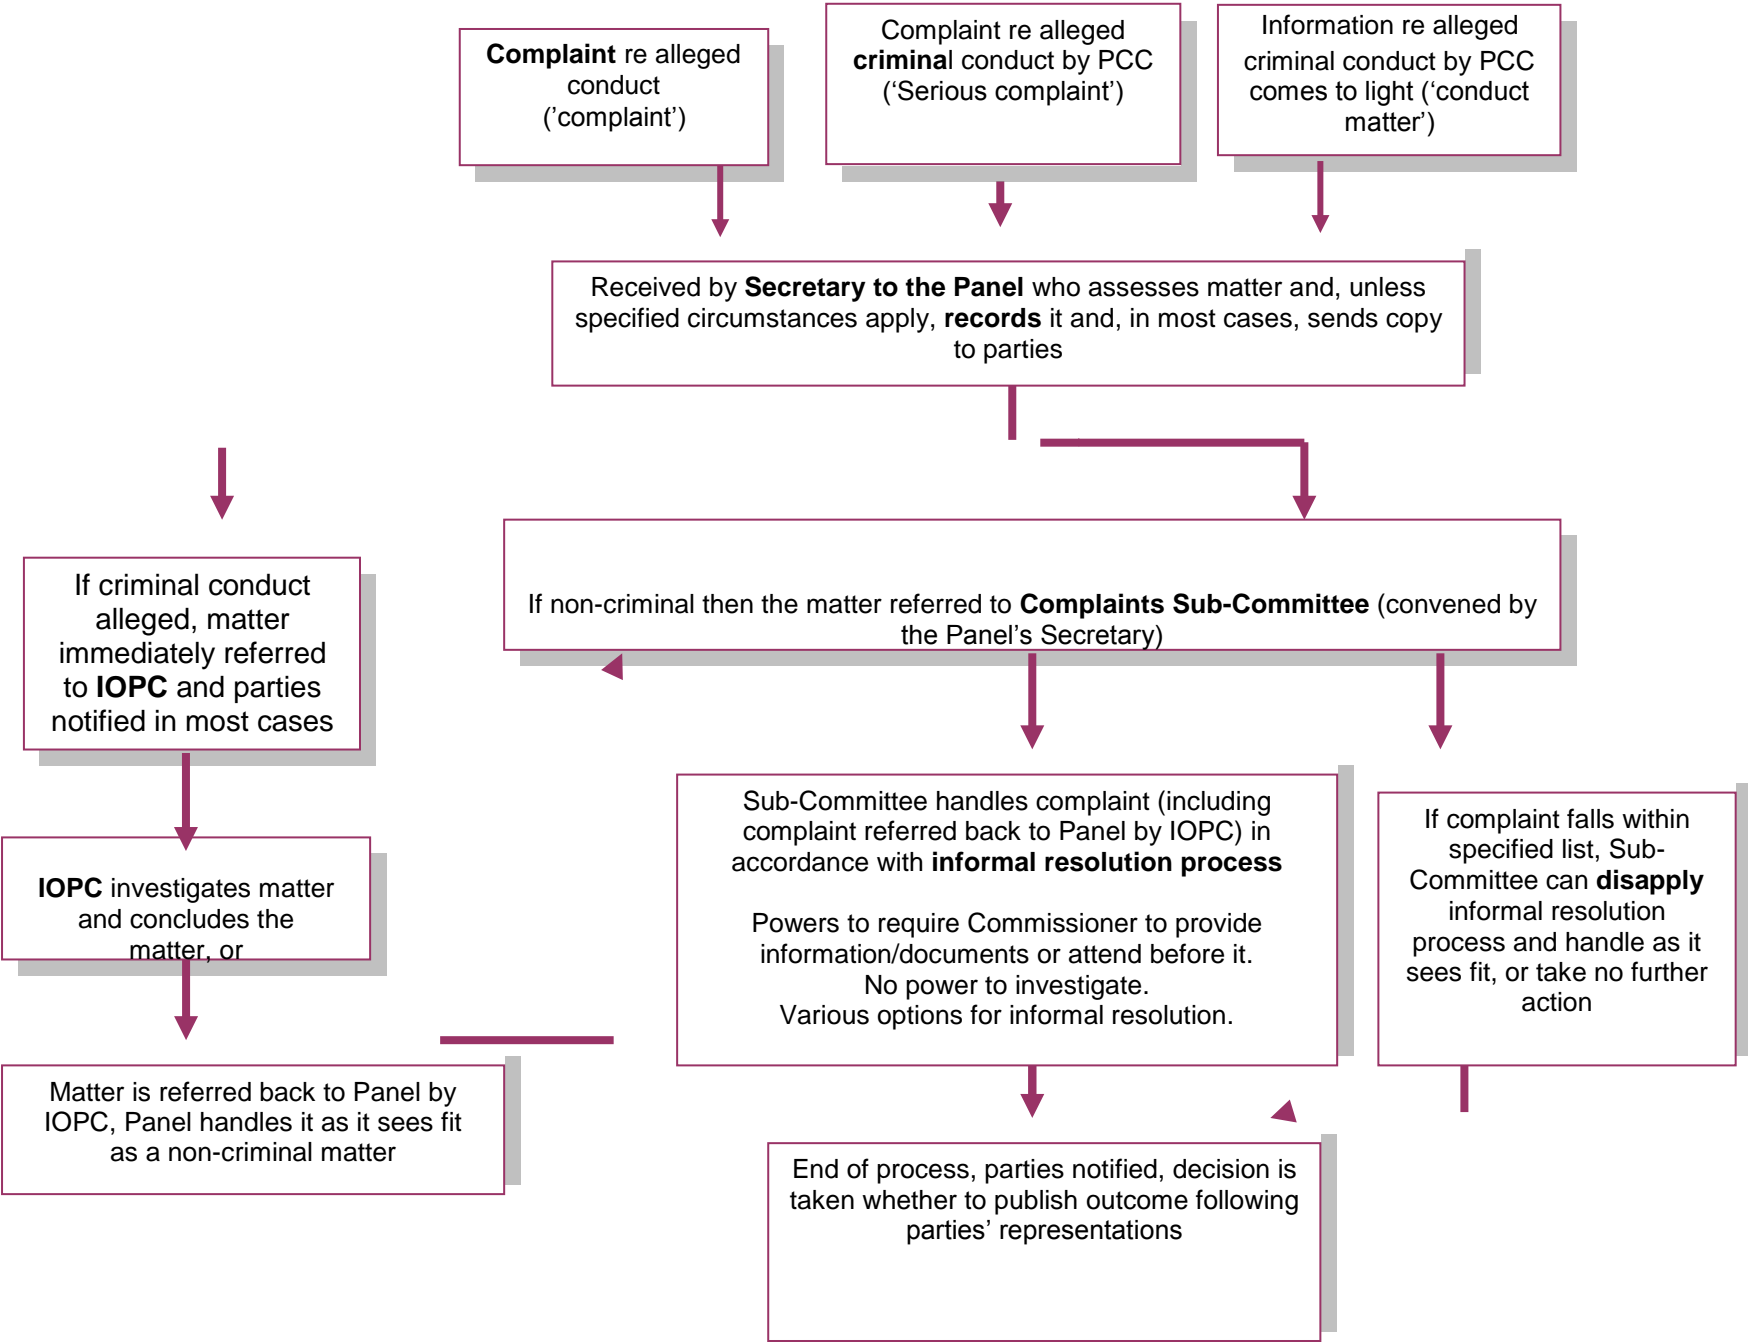 Complaint re alleged
conduct
(’complaint’)
Complaint re alleged
criminal conduct by PCC
(‘Serious complaint’)
Information re alleged
criminal conduct by PCC
comes to light (‘conduct
matter’)
Received by Secretary to the Panel who assesses matter and, unless
specified circumstances apply, records it and, in most cases, sends copy
to parties
If criminal conduct
alleged, matter
immediately referred
to IOPC and parties
notified in most cases
If non-criminal then the matter referred to Complaints Sub-Committee (convened by
the Panel’s Secretary)
IOPC investigates matter
and concludes the
matter, or
Sub-Committee handles complaint (including
complaint referred back to Panel by IOPC) in
accordance with informal resolution process
Powers to require Commissioner to provide
information/documents or attend before it.
No power to investigate.
Various options for informal resolution.
If complaint falls within
specified list, Sub-
Committee can disapply
informal resolution
process and handle as it
sees fit, or take no further
action
Matter is referred back to Panel by
IOPC, Panel handles it as it sees fit
as a non-criminal matter
End of process, parties notified, decision is
taken whether to publish outcome following
parties’ representations